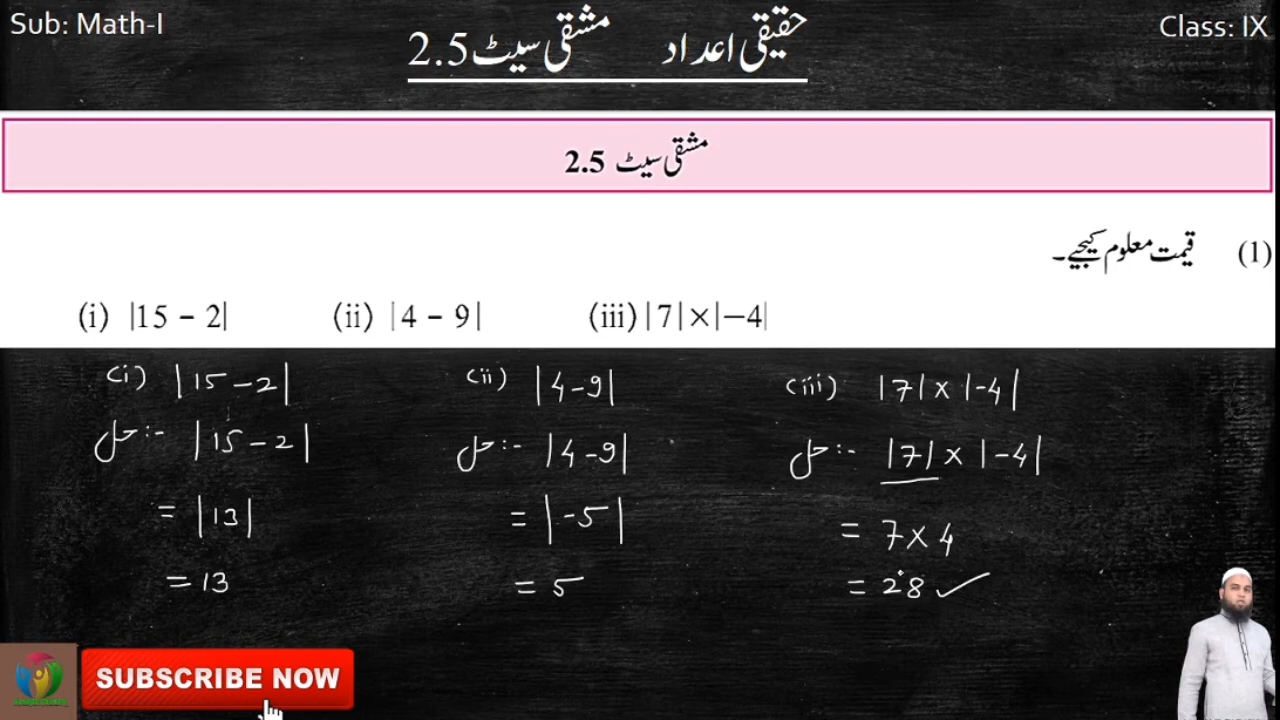 Sub: Math-I
حقیقی اعداد مشقی سیٹ 2.5
Class: IX
مشقی سیٹ 2.5
(1) قیمت معلوم کیجیے۔
(i) |15 – 2| (ii) |4 – 9| (iii) |7|×|–4|
(i) |15-2| (ii) |4-9| (iii) |7|×|-4|
حل :- |15-2| حل :- |4-9| حل :- |7|×|-4|
= |13| = |-5| = 7×4
= 13 = 5 = 28 ✓
SUBSCRIBE NOW